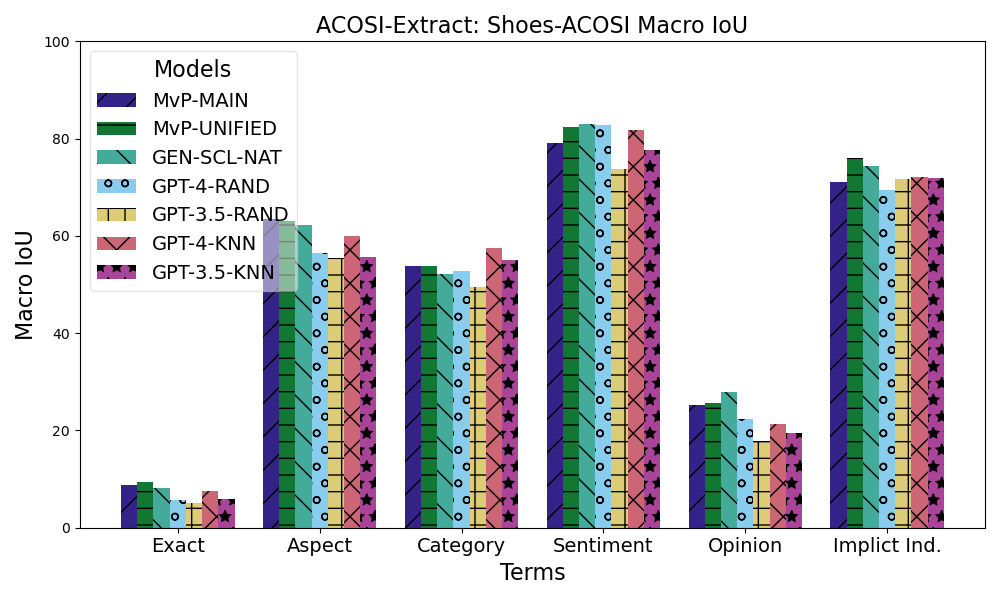 ACOSI-Extract: Shoes-ACOSI Macro IoU
Macro IoU
100
80
60
40
20
0
Models
MvP-MAIN
MvP-UNIFIED
GEN-SCL-NAT
GPT-4-RAND
GPT-3.5-RAND
GPT-4-KNN
GPT-3.5-KNN
Exact Aspect Category Sentiment Opinion Implict Ind.
Terms